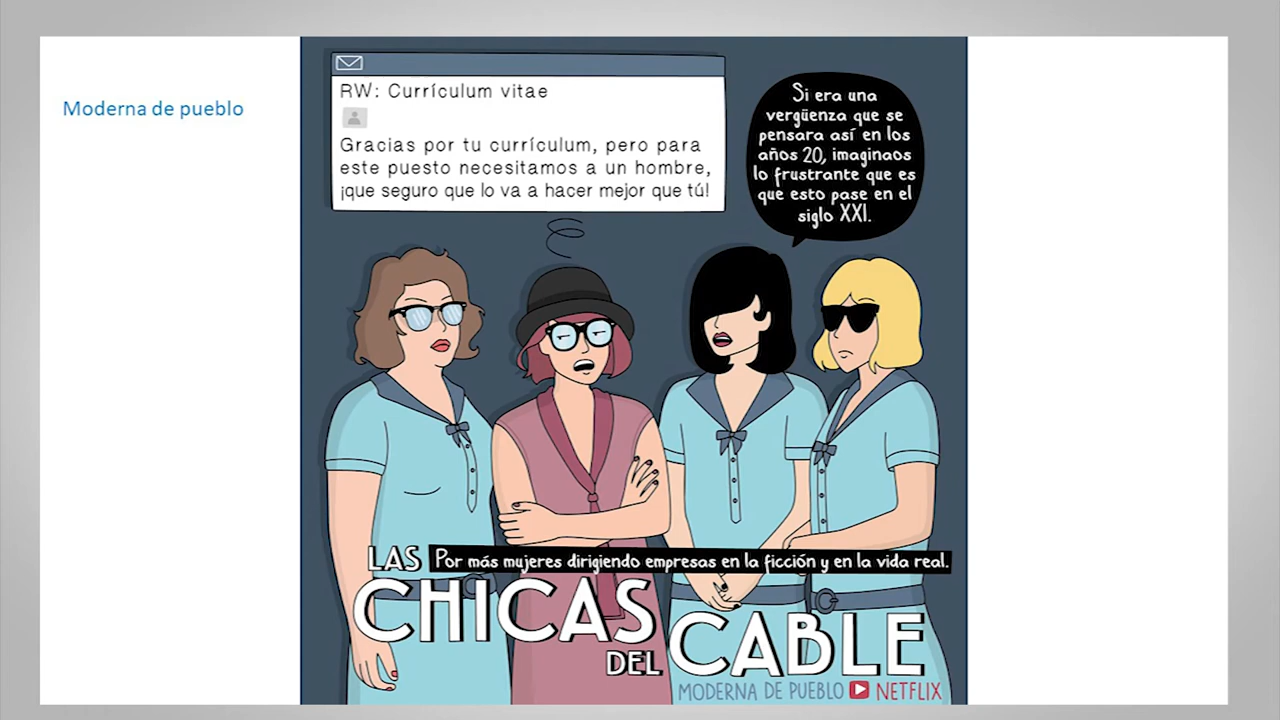 Moderna de pueblo
RW: Currículum vitae
Gracias por tu currículum, pero para
este puesto necesitamos a un hombre,
¡que seguro que lo va a hacer mejor que tú!
Si era una
vergüenza que se
pensara así en los
años 20, imaginaos
lo frustrante que es
que esto pase en el
siglo XXI.
LAS
Por más mujeres dirigiendo empresas en la ficción y en la vida real.
CHICAS
DEL CABLE
MODERNA DE PUEBLO NETFLIX